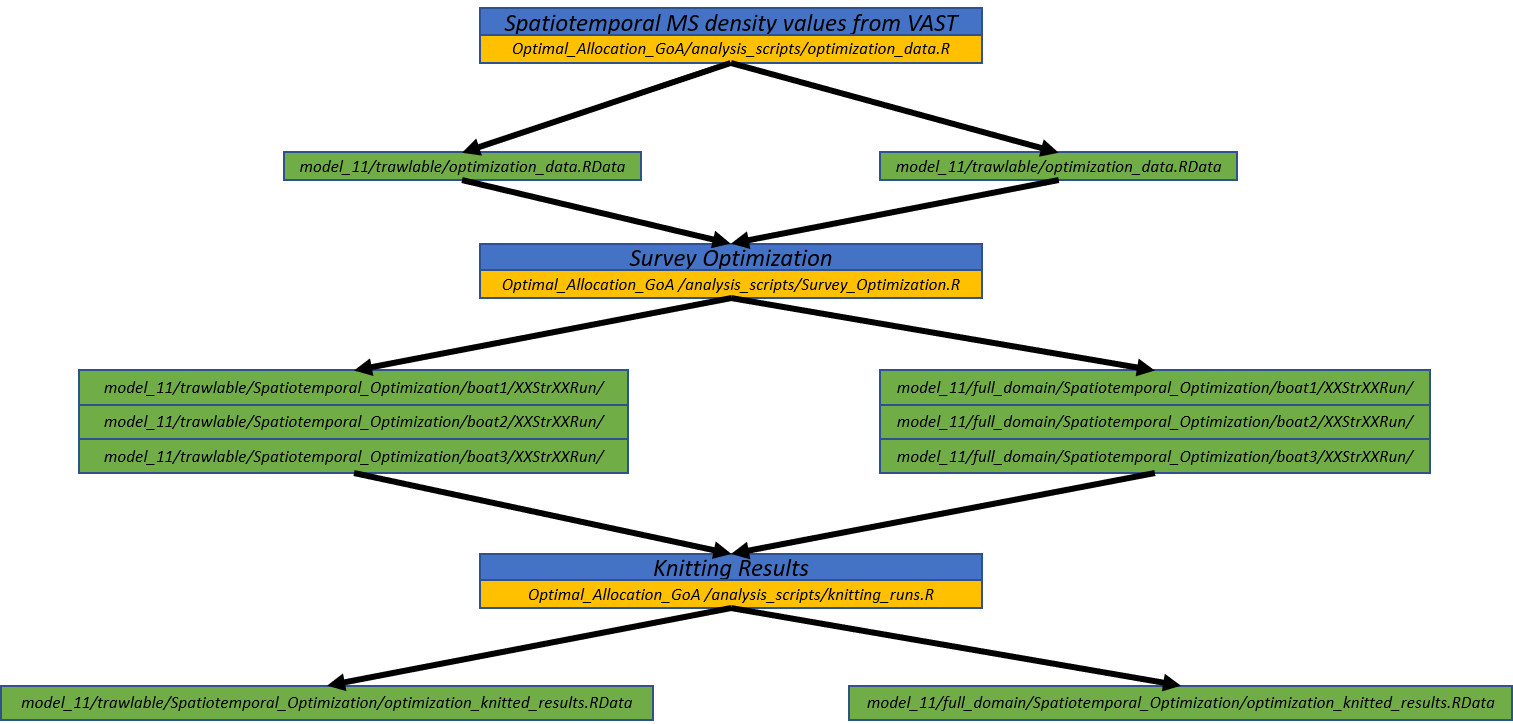 Spatiotemporal MS density values from VAST
Optimal_Allocation_GoA/analysis_scripts/optimization_data.R
model_11/trawlable/optimization_data.RData
model_11/trawlable/optimization_data.RData
Survey Optimization
Optimal_Allocation_GoA /analysis_scripts/Survey_Optimization.R
model_11/trawlable/Spatiotemporal_Optimization/boat1/XXStrXXRun/
model_11/trawlable/Spatiotemporal_Optimization/boat2/XXStrXXRun/
model_11/trawlable/Spatiotemporal_Optimization/boat3/XXStrXXRun/
model_11/full_domain/Spatiotemporal_Optimization/boat1/XXStrXXRun/
model_11/full_domain/Spatiotemporal_Optimization/boat2/XXStrXXRun/
model_11/full_domain/Spatiotemporal_Optimization/boat3/XXStrXXRun/
Knitting Results
Optimal_Allocation_GoA /analysis_scripts/knitting_runs.R
model_11/trawlable/Spatiotemporal_Optimization/optimization_knitted_results.RData
model_11/full_domain/Spatiotemporal_Optimization/optimization_knitted_results.RData